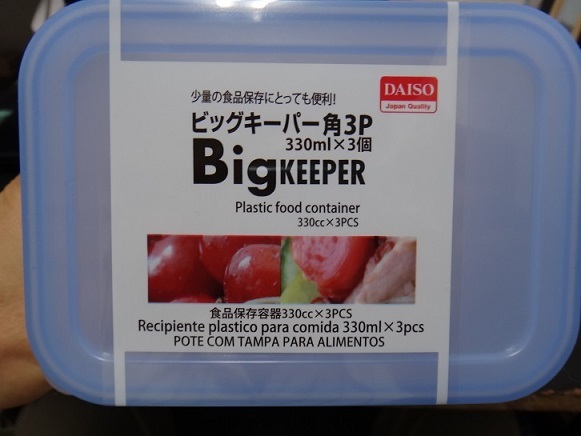 少量の食品保存にとっても便利!
DAISO
Japan Quality
ビッグキーパー角3P
330ml×3個
BigKEEPER
Plastic food container
330cc×3PCS
食品保存容器330cc×3PCS
Recipiente plastico para comida 330ml×3pcs
POTE COM TAMPA PARA ALIMENTOS